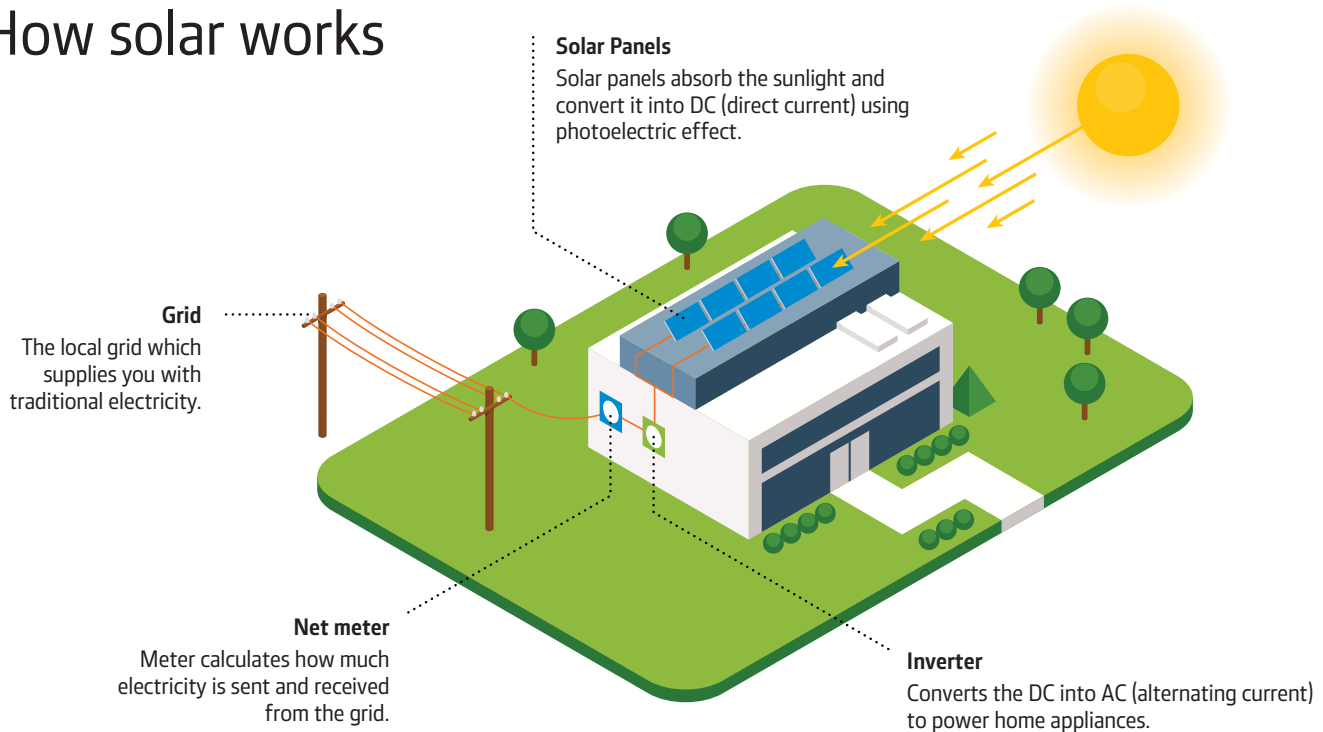 How solar works
Solar Panels
Solar panels absorb the sunlight and
convert it into DC (direct current) using
photoelectric effect.
Grid
The local grid which
supplies you with
traditional electricity.
Net meter
Meter calculates how much
electricity is sent and received
from the grid.
Inverter
Converts the DC into AC (alternating current)
to power home appliances.